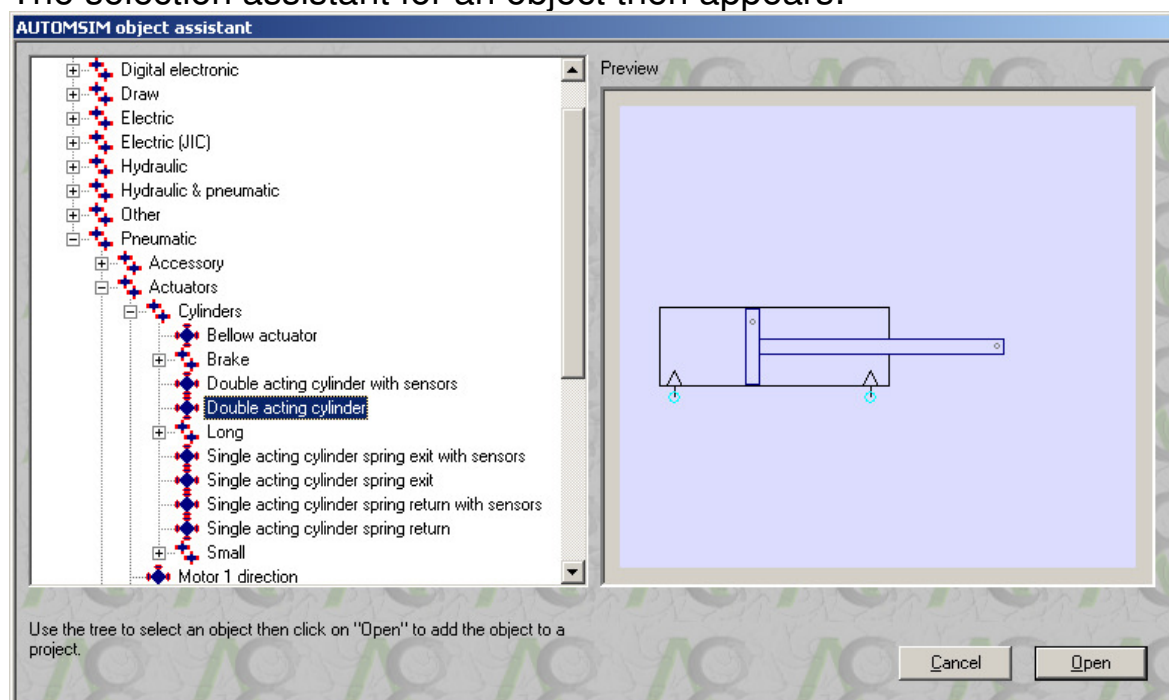 The selection assistant for an object then appears:
AUTOMSIM object assistant
Digital electronic
Draw
Electric
Electric (JIC)
Hydraulic
Hydraulic & pneumatic
Other
Pneumatic
Accessory
Actuators
Cylinders
Bellow actuator
Brake
Double acting cylinder with sensors
Double acting cylinder
Long
Single acting cylinder spring exit with sensors
Single acting cylinder spring exit
Single acting cylinder spring return with sensors
Single acting cylinder spring return
Small
Motor 1 direction
Preview
Use the tree to select an object then click on "Open" to add the object to a
project.
Cancel
Open